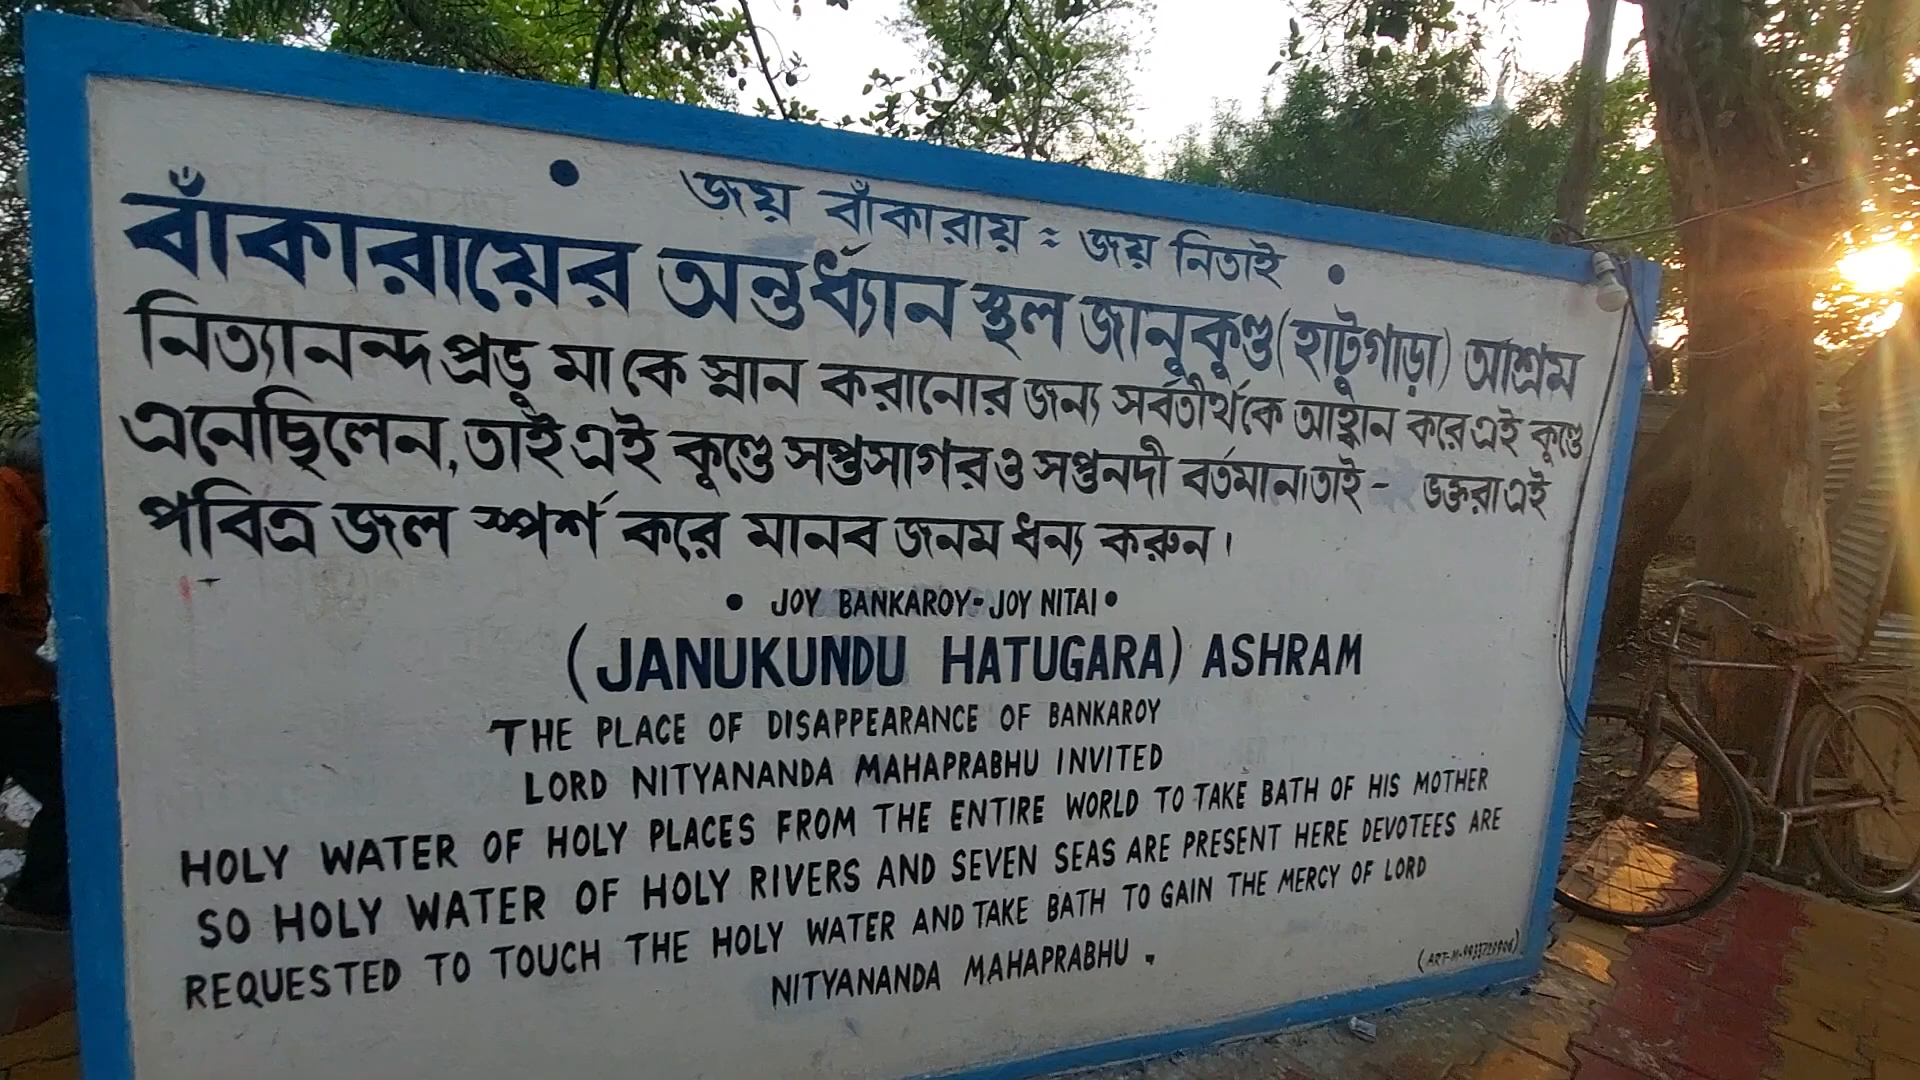 • জয় বাঁকারায় ঃ জয় নিতাই •
বাঁকারায়ের অন্তর্ধ্যান স্থল জানুকুণ্ড (হাটুগাড়া) আশ্রম
নিত্যানন্দ প্রভু মা কে স্নান করানোর জন্য সর্বতীর্থকে আহ্বান করে এই কুণ্ডে
এনেছিলেন, তাই এই কুণ্ডে সপ্তসাগর ও সপ্তনদী বর্তমান। তাই - ভক্তরা এই
পবিত্র জল স্পর্শ করে মানব জনম ধন্য করুন।
• JOY BANKAROY-JOY NITAI •
(JANUKUNDU HATUGARA) ASHRAM
THE PLACE OF DISAPPEARANCE OF BANKAROY
LORD NITYANANDA MAHAPRABHU INVITED
HOLY WATER OF HOLY PLACES FROM THE ENTIRE WORLD TO TAKE BATH OF HIS MOTHER
SO HOLY WATER OF HOLY RIVERS AND SEVEN SEAS ARE PRESENT HERE DEVOTEES ARE
REQUESTED TO TOUCH THE HOLY WATER AND TAKE BATH TO GAIN THE MERCY OF LORD
NITYANANDA MAHAPRABHU .